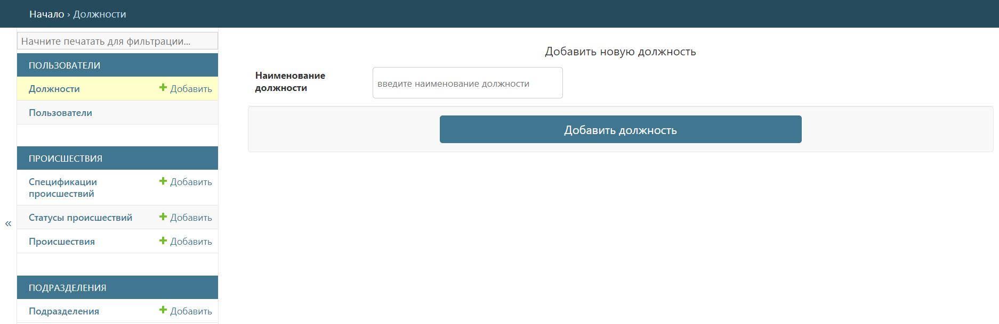 Начало › Должности
Начните печатать для фильтрации...
ПОЛЬЗОВАТЕЛИ
Должности
Добавить
Пользователи
ПРОИСШЕСТВИЯ
Спецификации
происшествий
Добавить
Статусы происшествий
Добавить
Происшествия
Добавить
ПОДРАЗДЕЛЕНИЯ
Подразделения
Добавить
«
Добавить новую должность
Наименование
должности
введите наименование должности
Добавить должность